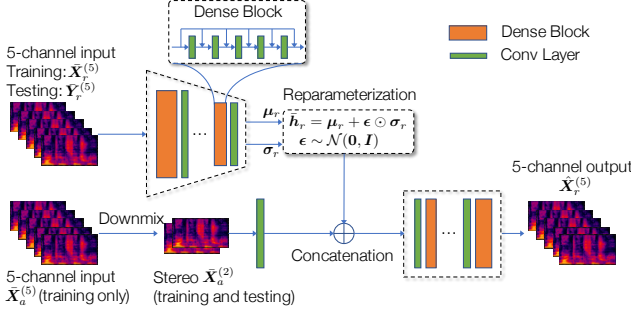 Dense Block
5-channel input
Training: X̄_r^(5)
Testing: Y_r^(5)
Dense Block
Conv Layer
μ_r
σ_r
Reparameterization
h̄_r = μ_r + ϵ ⊙ σ_r
ϵ ∼ N(0, I)
5-channel output
X̂_r^(5)
Downmix
Concatenation
5-channel input
X̄_a^(5) (training only)
Stereo X̄_a^(2)
(training and testing)